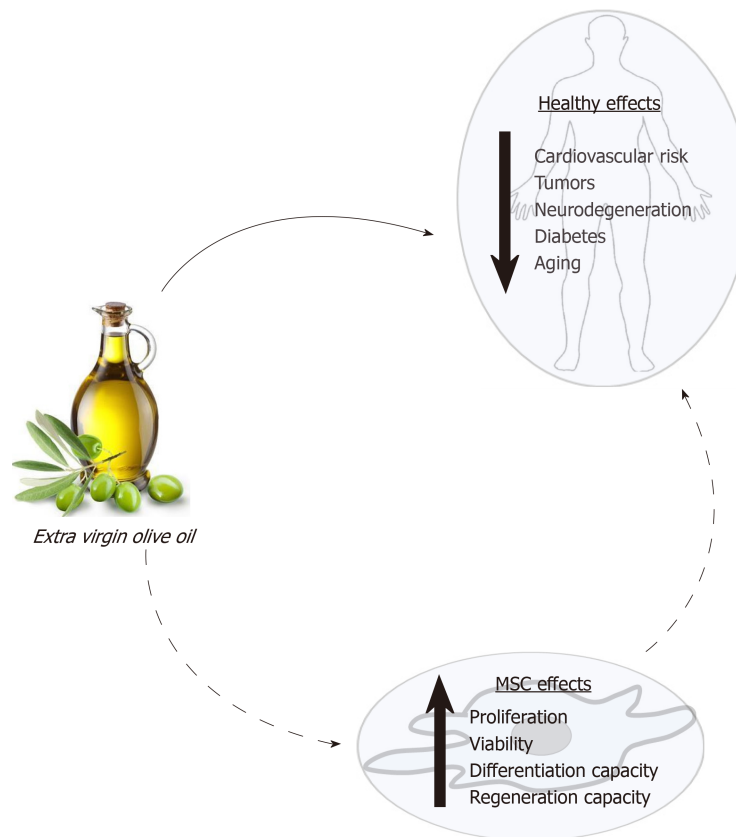 Healthy effects
Cardiovascular risk
Tumors
Neurodegeneration
Diabetes
Aging
Extra virgin olive oil
MSC effects
Proliferation
Viability
Differentiation capacity
Regeneration capacity